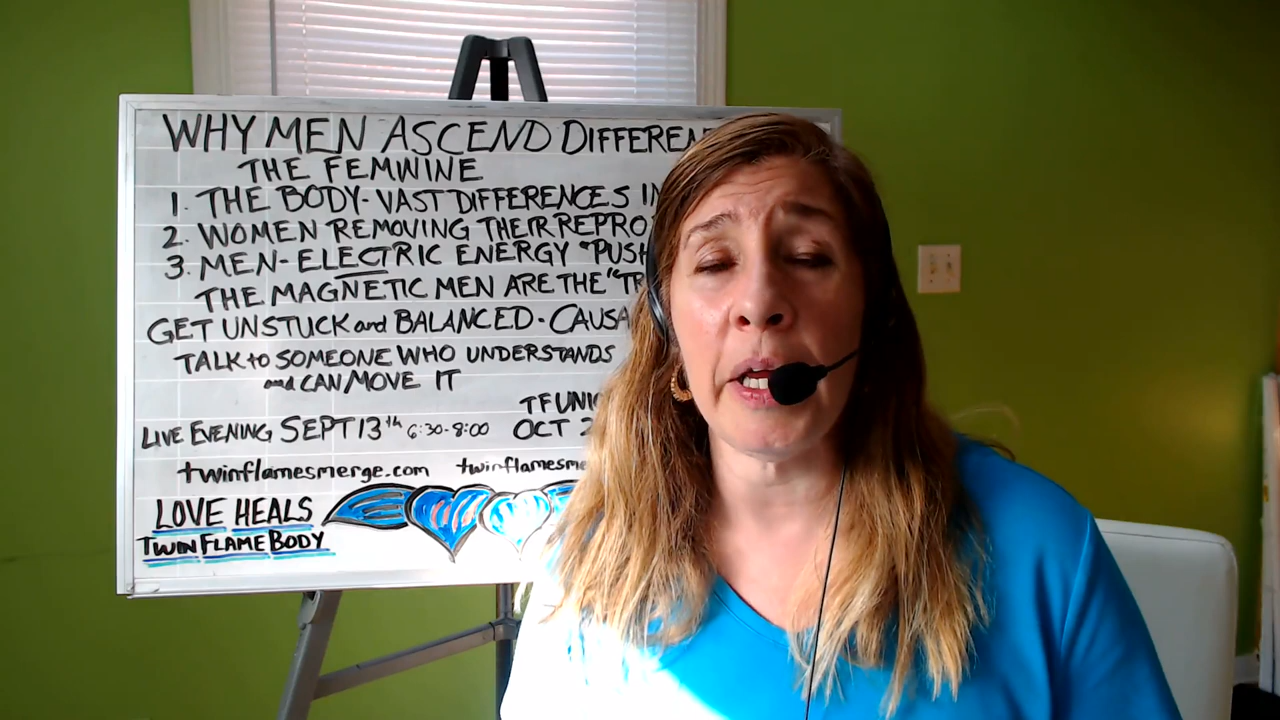 WHY MEN ASCEND DIFFEREN
THE FEMININE
1. THE BODY-VAST DIFFERENCES IN
2. WOMEN REMOVING THEIR REPRO
3. MEN-ELECTRIC ENERGY "PUSH
THE MAGNETIC MEN ARE THE "TR
GET UNSTUCK and BALANCED - CAUSA
TALK to SOMEONE WHO UNDERSTANDS
and CAN MOVE IT
TF UNI
LIVE EVENING SEPT 13th 6:30-8:00 OCT 2
twinflamesmerge.com twinflamesme
LOVE HEALS
TWIN FLAME BODY